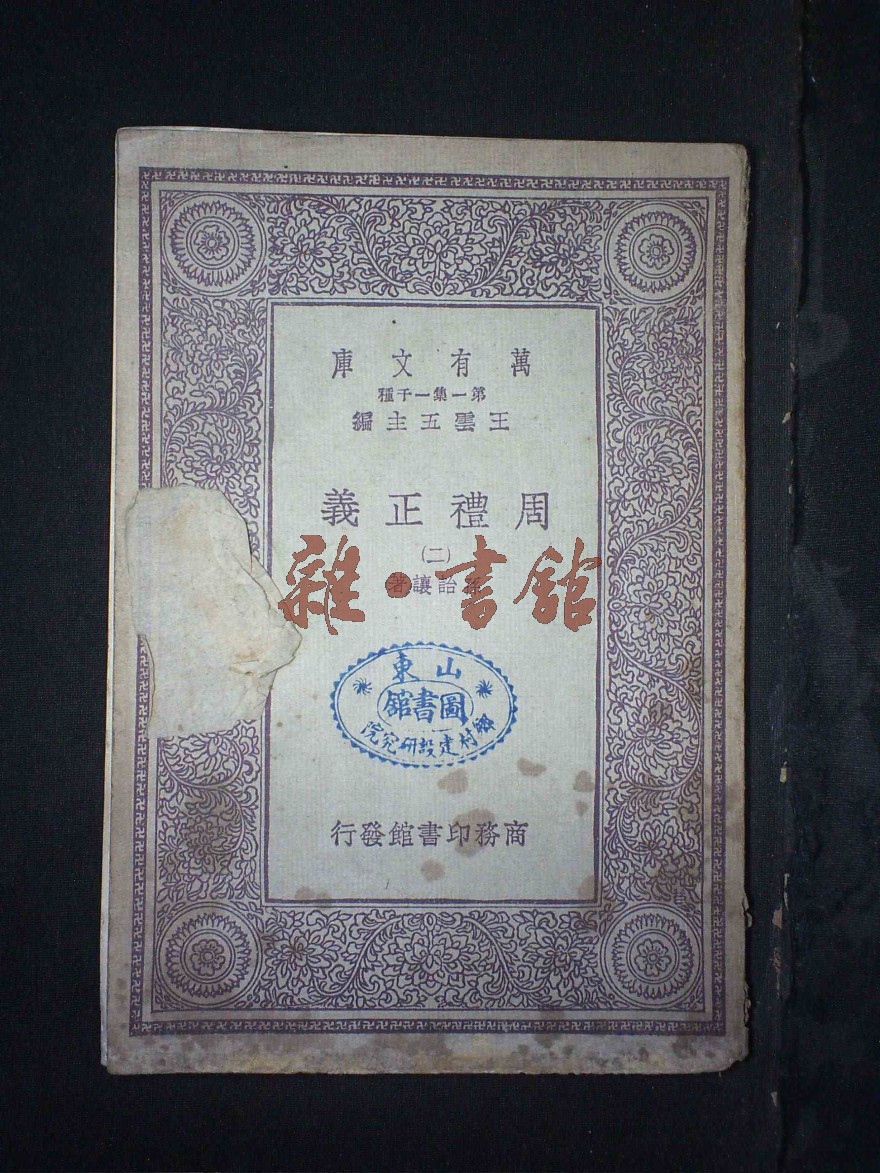 萬有文庫
第一集一千種
王雲五主編
周禮正義
(二)
孫詒讓著
雜·書館
山東
圖書館
鄉村建設研究院
商務印書館發行